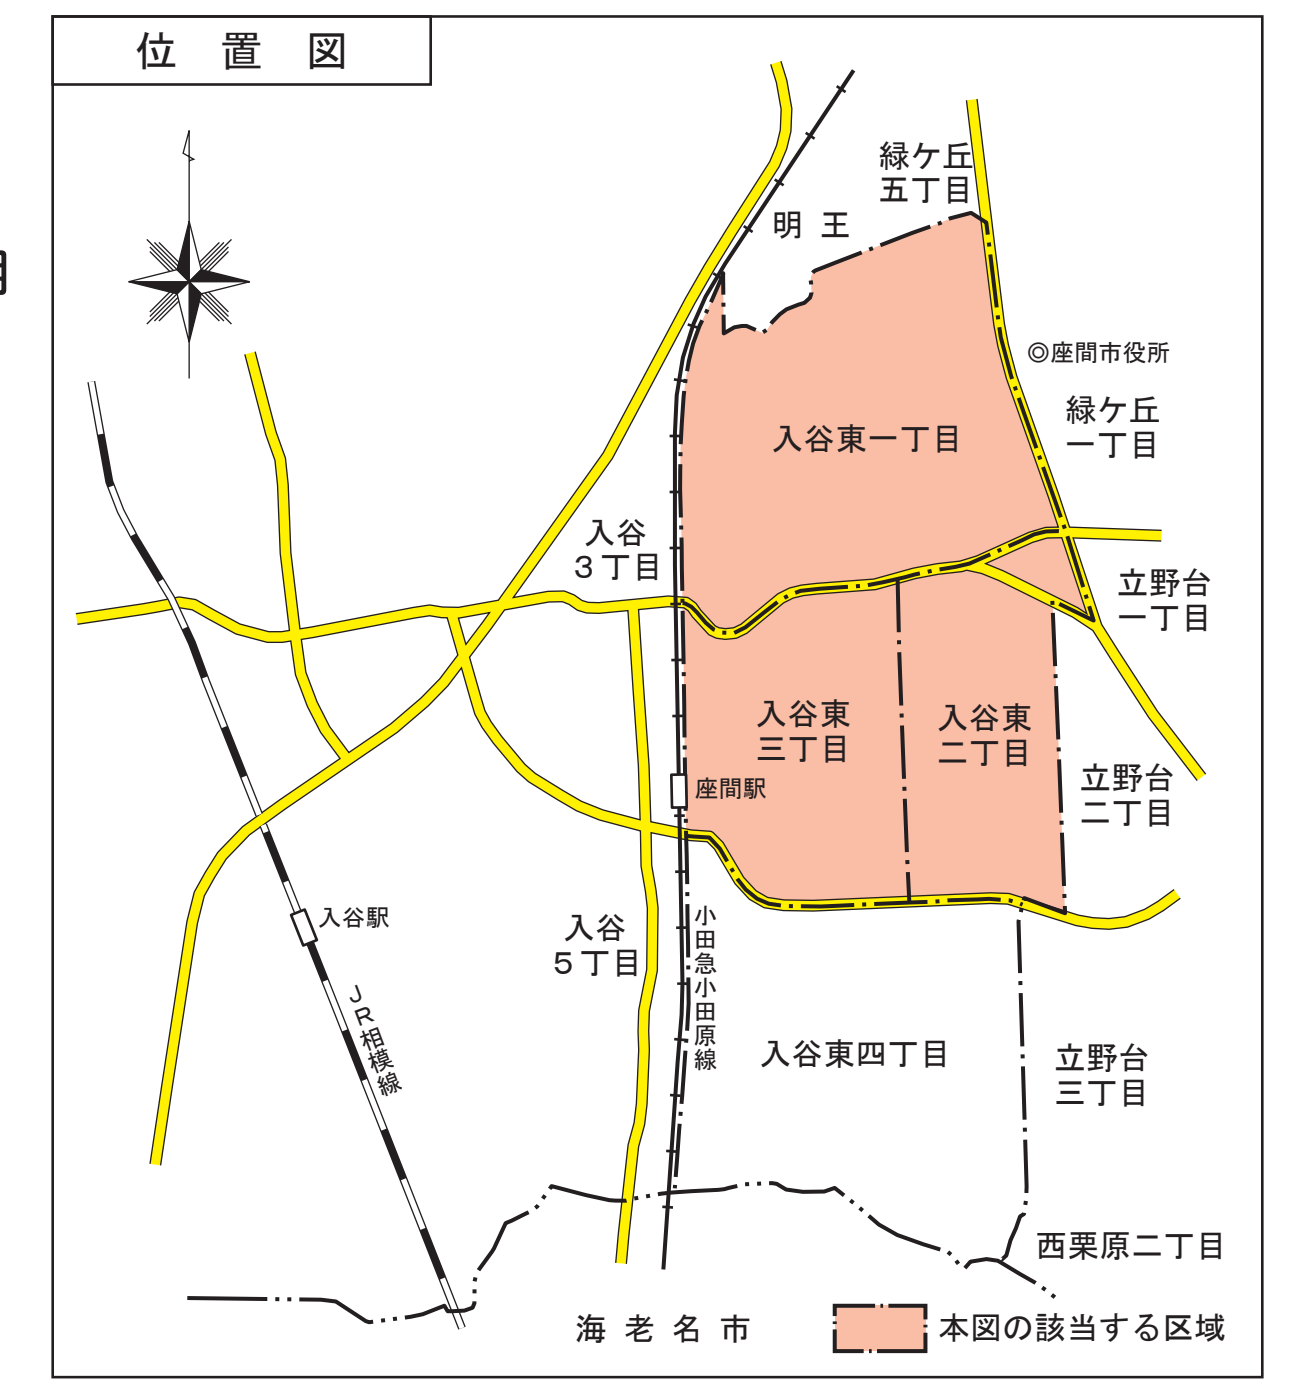 位置図
緑ケ丘
五丁目
明王
◎座間市役所
緑ケ丘
一丁目
入谷東一丁目
入谷
３丁目
立野台
一丁目
入谷東
三丁目
入谷東
二丁目
座間駅
立野台
二丁目
入谷駅
入谷
５丁目
小田急小田原線
ＪＲ相模線
入谷東四丁目
立野台
三丁目
西栗原二丁目
海老名市
本図の該当する区域